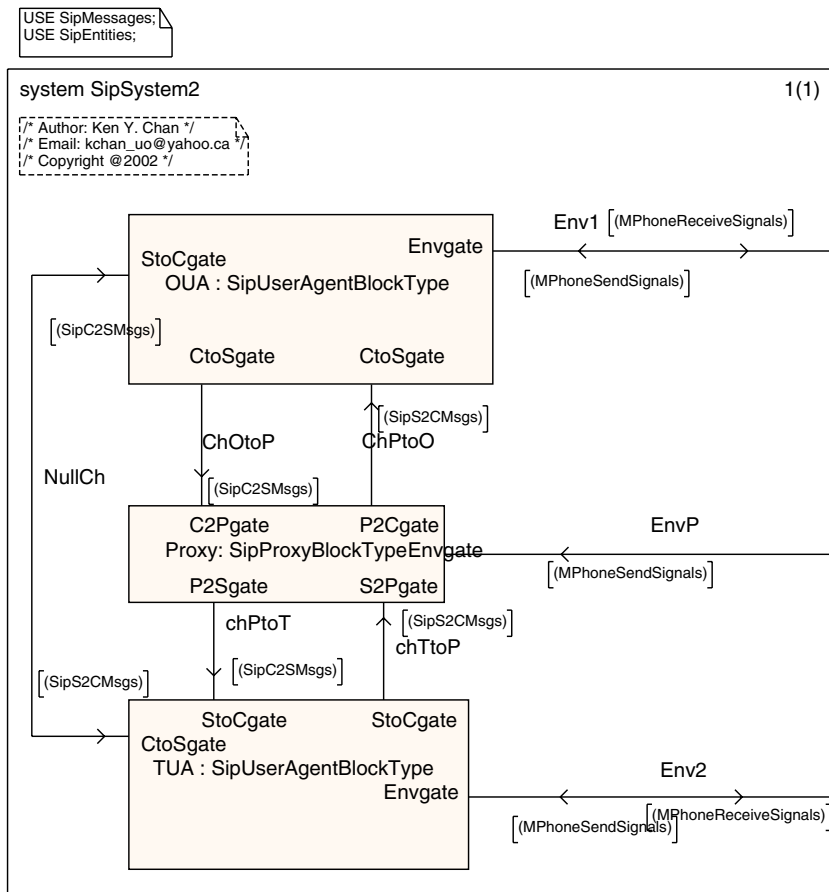 USE SipMessages;
USE SipEntities;
system SipSystem2
1(1)
/* Author: Ken Y. Chan */
/* Email: kchan_uo@yahoo.ca */
/* Copyright @2002 */
Env1
(MPhoneReceiveSignals)
Envgate
StoCgate
OUA : SipUserAgentBlockType
(MPhoneSendSignals)
(SipC2SMsgs)
CtoSgate
CtoSgate
(SipS2CMsgs)
ChOtoP
ChPtoO
NullCh
(SipC2SMsgs)
C2Pgate
P2Cgate
EnvP
Proxy: SipProxyBlockType
Envgate
(MPhoneSendSignals)
P2Sgate
S2Pgate
chPtoT
(SipS2CMsgs)
chTtoP
(SipS2CMsgs)
(SipC2SMsgs)
StoCgate
StoCgate
CtoSgate
TUA : SipUserAgentBlockType
Env2
Envgate
(MPhoneSendSignals)
(MPhoneReceiveSignals)